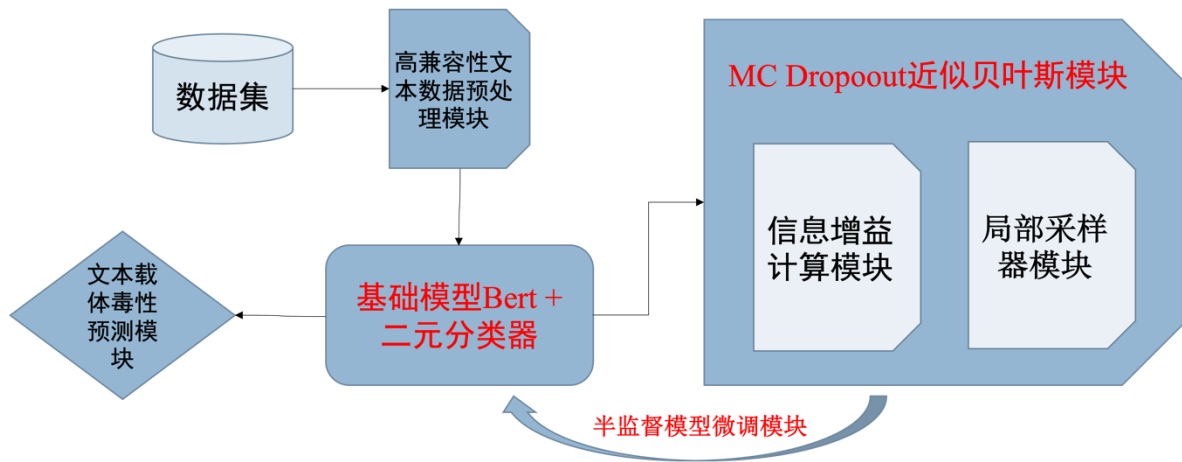 数据集
高兼容性文
本数据预处
理模块
MC Dropoout近似贝叶斯模块
信息增益
计算模块
局部采样
器模块
文本载
体毒性
预测模
块
基础模型Bert +
二元分类器
半监督模型微调模块